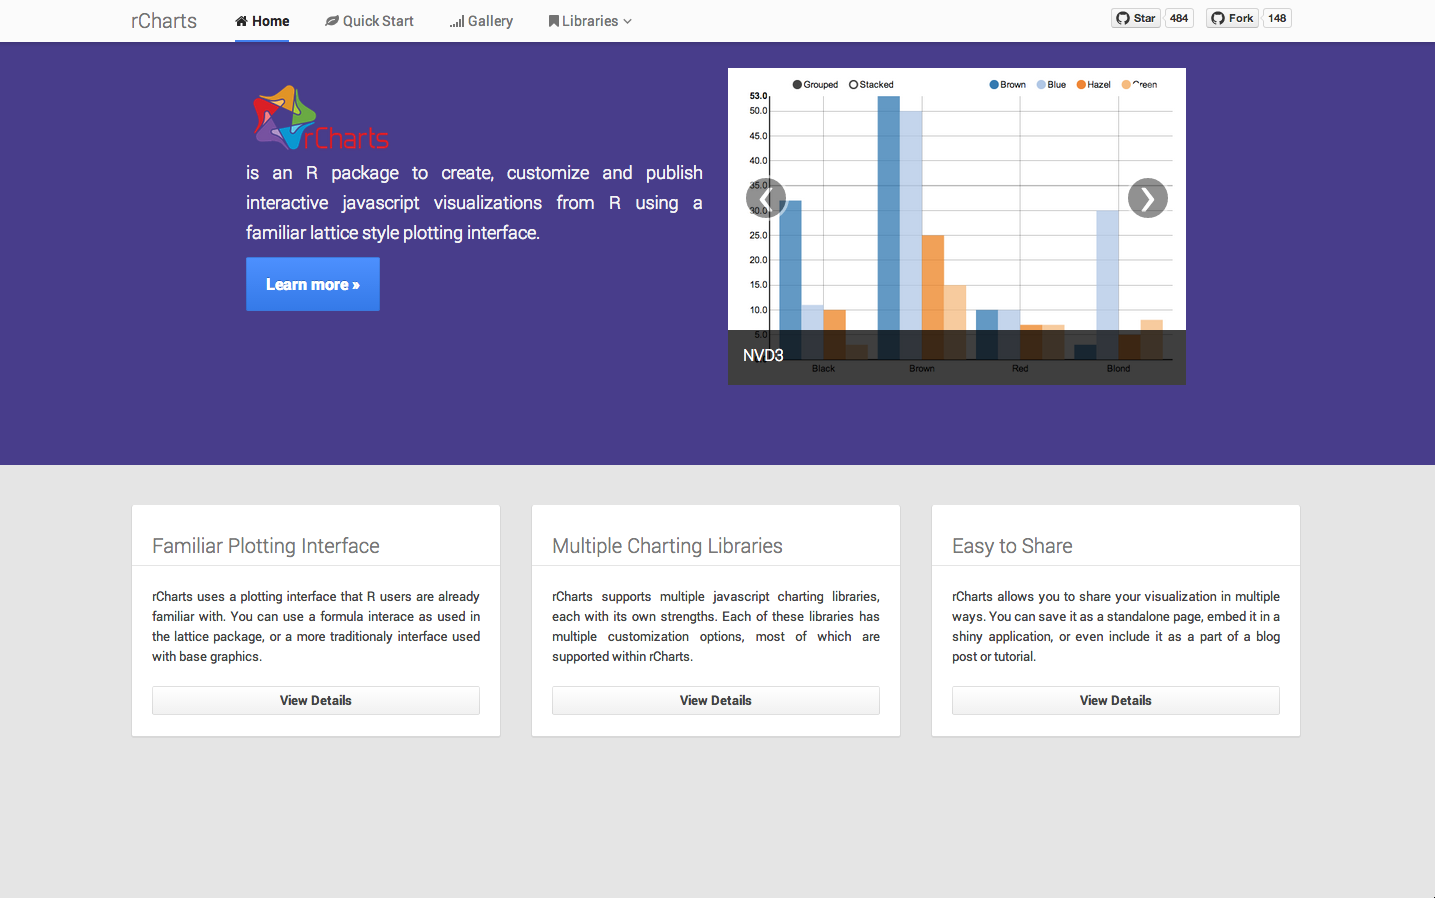 rCharts Home Quick Start Gallery Libraries Star 484 Fork 148
rCharts
is an R package to create, customize and publish
interactive javascript visualizations from R using a
familiar lattice style plotting interface.
Learn more »
Grouped Stacked Brown Blue Hazel Green
53.0
50.0
45.0
40.0
35.0
30.0
25.0
20.0
15.0
10.0
5.0
NVD3
Black Brown Red Blond
Familiar Plotting Interface
rCharts uses a plotting interface that R users are already
familiar with. You can use a formula interace as used in
the lattice package, or a more traditionaly interface used
with base graphics.
View Details
Multiple Charting Libraries
rCharts supports multiple javascript charting libraries,
each with its own strengths. Each of these libraries has
multiple customization options, most of which are
supported within rCharts.
View Details
Easy to Share
rCharts allows you to share your visualization in multiple
ways. You can save it as a standalone page, embed it in a
shiny application, or even include it as a part of a blog
post or tutorial.
View Details